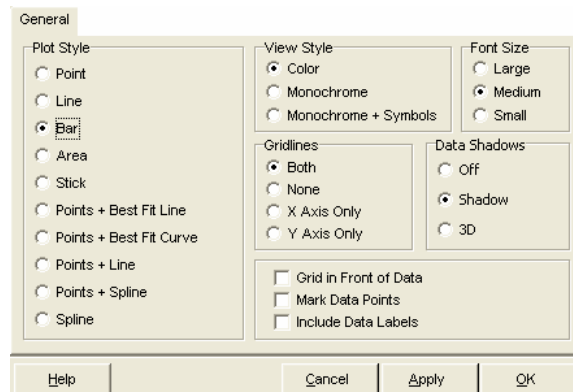 General
Plot Style
Point
Line
Bar
Area
Stick
Points + Best Fit Line
Points + Best Fit Curve
Points + Line
Points + Spline
Spline
View Style
Color
Monochrome
Monochrome + Symbols
Font Size
Large
Medium
Small
Gridlines
Both
None
X Axis Only
Y Axis Only
Data Shadows
Off
Shadow
3D
Grid in Front of Data
Mark Data Points
Include Data Labels
Help
Cancel
Apply
OK